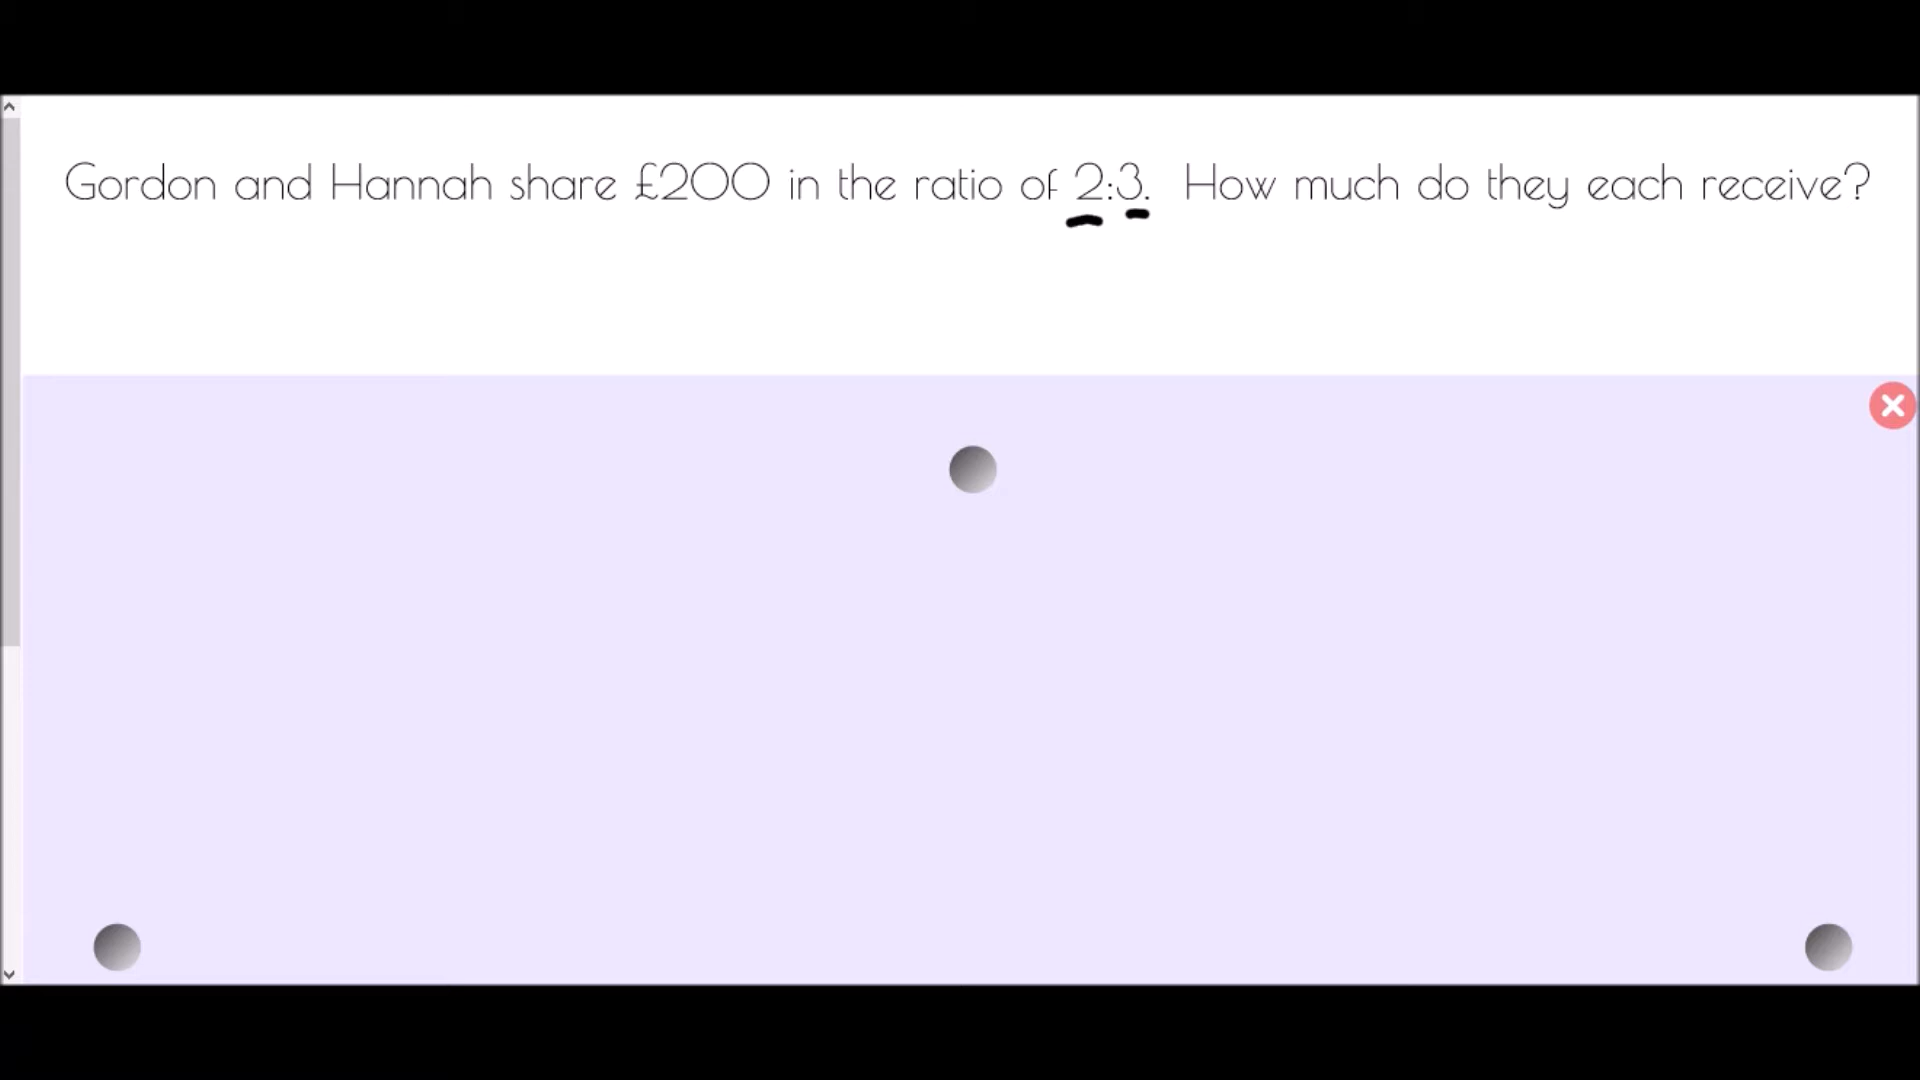 Gordon and Hannah share £200 in the ratio of 2:3. How much do they each receive?